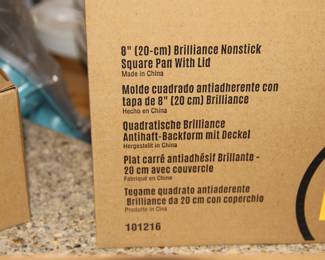 8" (20-cm) Brilliance Nonstick
Square Pan With Lid
Made in China
Molde cuadrado antiadherente con
tapa de 8" (20 cm) Brilliance
Hecho en China
Quadratische Brilliance
Antihaft-Backform mit Deckel
Hergestellt in China
Plat carré antiadhésif Brillante -
20 cm avec couvercle
Fabriqué en Chine
Tegame quadrato antiaderente
Brilliance da 20 cm con coperchio
Prodotte in Cina
101216